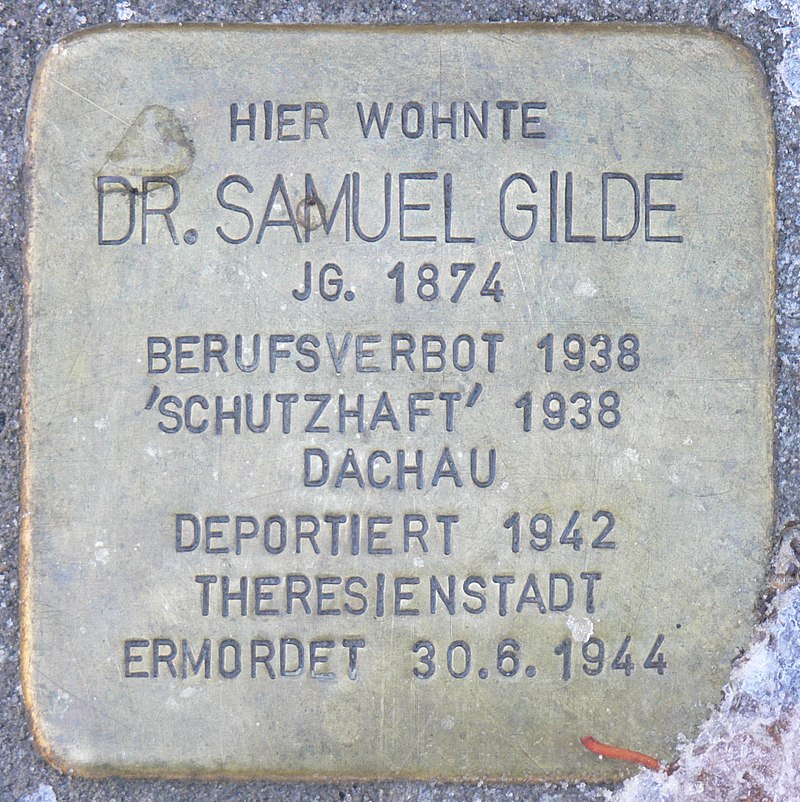 HIER WOHNTE
DR. SAMUEL GILDE
JG. 1874
BERUFSVERBOT 1938
'SCHUTZHAFT' 1938
DACHAU
DEPORTIERT 1942
THERESIENSTADT
ERMORDET 30.6.1944